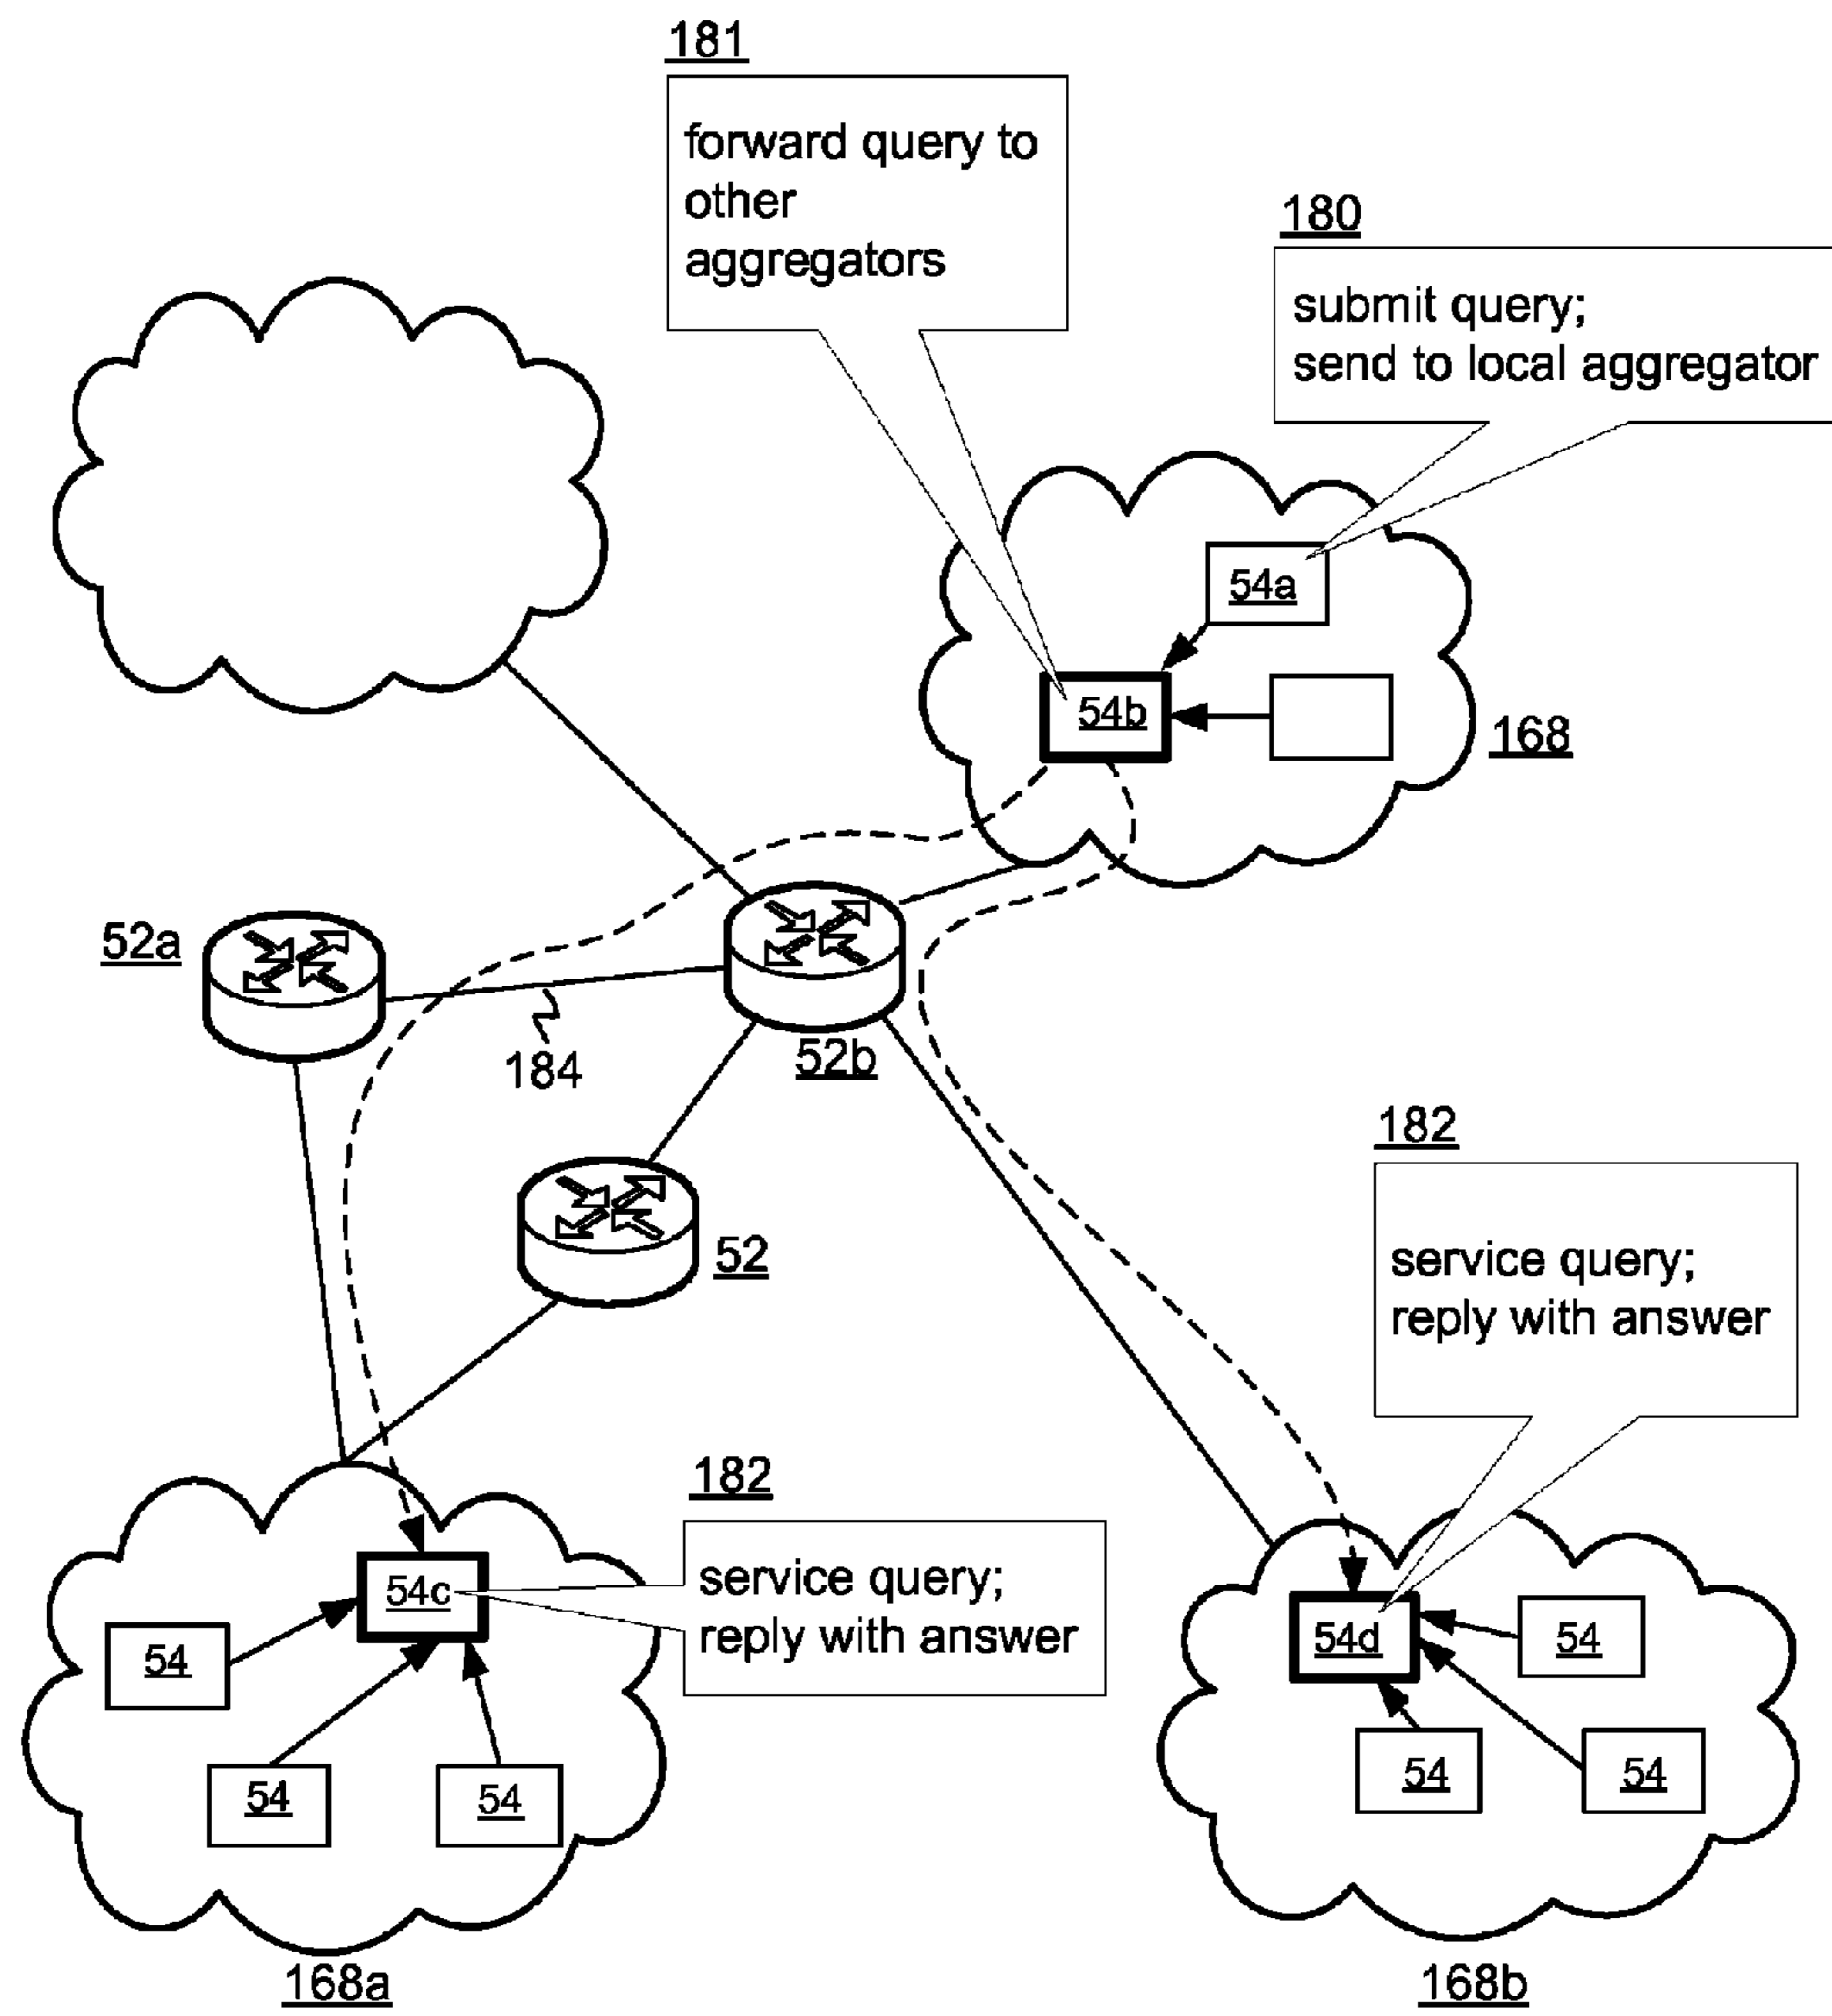 181
forward query to
other
aggregators
180
submit query;
send to local aggregator
54a
54b
168
52a
184
52b
52
182
service query;
reply with answer
182
service query;
reply with answer
54c
54
54
54
54d
54
54
54
168a
168b